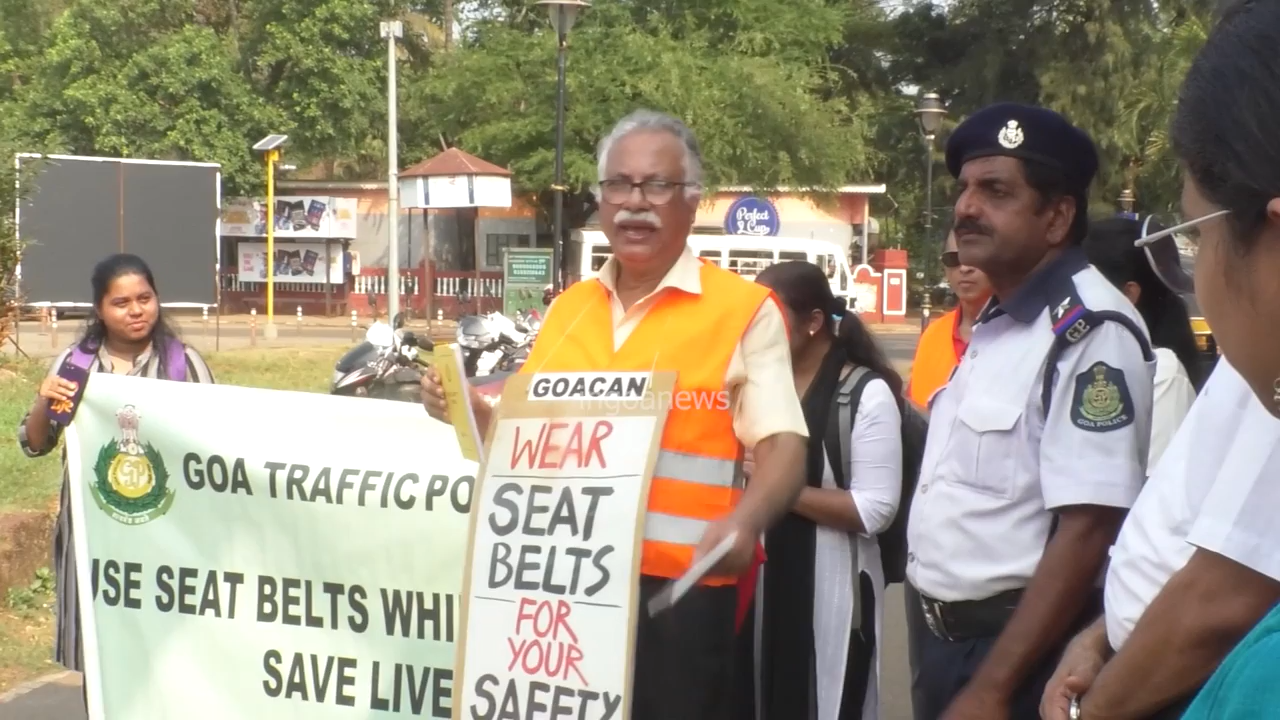 Perfect
Cup
GOACAN
ingoanews
WEAR
SEAT
BELTS
FOR
YOUR
SAFETY
GOA TRAFFIC PO
USE SEAT BELTS WHI
SAVE LIVE
GP
GOA POLICE